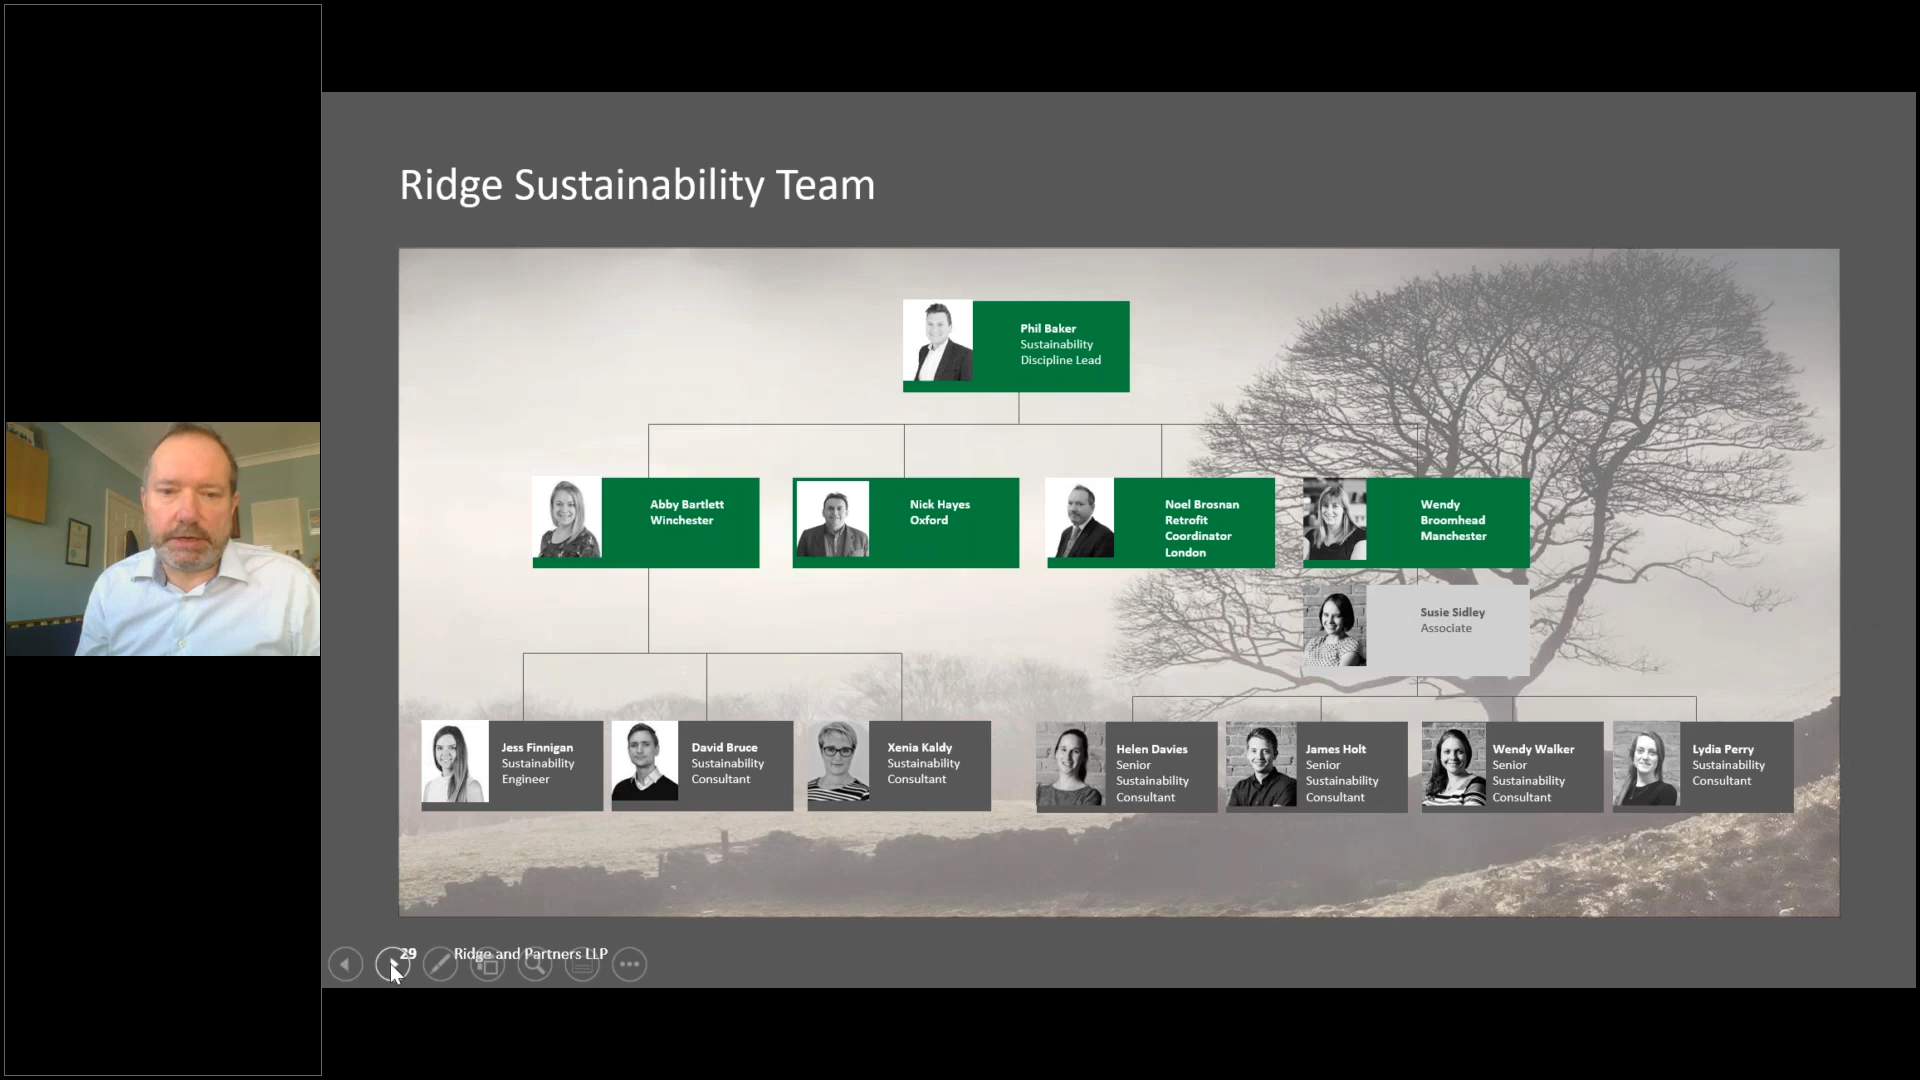 Ridge Sustainability Team
Phil Baker
Sustainability
Discipline Lead
Abby Bartlett
Winchester
Nick Hayes
Oxford
Noel Brosnan
Retrofit
Coordinator
London
Wendy
Broomhead
Manchester
Susie Sidley
Associate
Jess Finnigan
Sustainability
Engineer
David Bruce
Sustainability
Consultant
Xenia Kaldy
Sustainability
Consultant
Helen Davies
Senior
Sustainability
Consultant
James Holt
Senior
Sustainability
Consultant
Wendy Walker
Senior
Sustainability
Consultant
Lydia Perry
Sustainability
Consultant
29 Ridge and Partners LLP